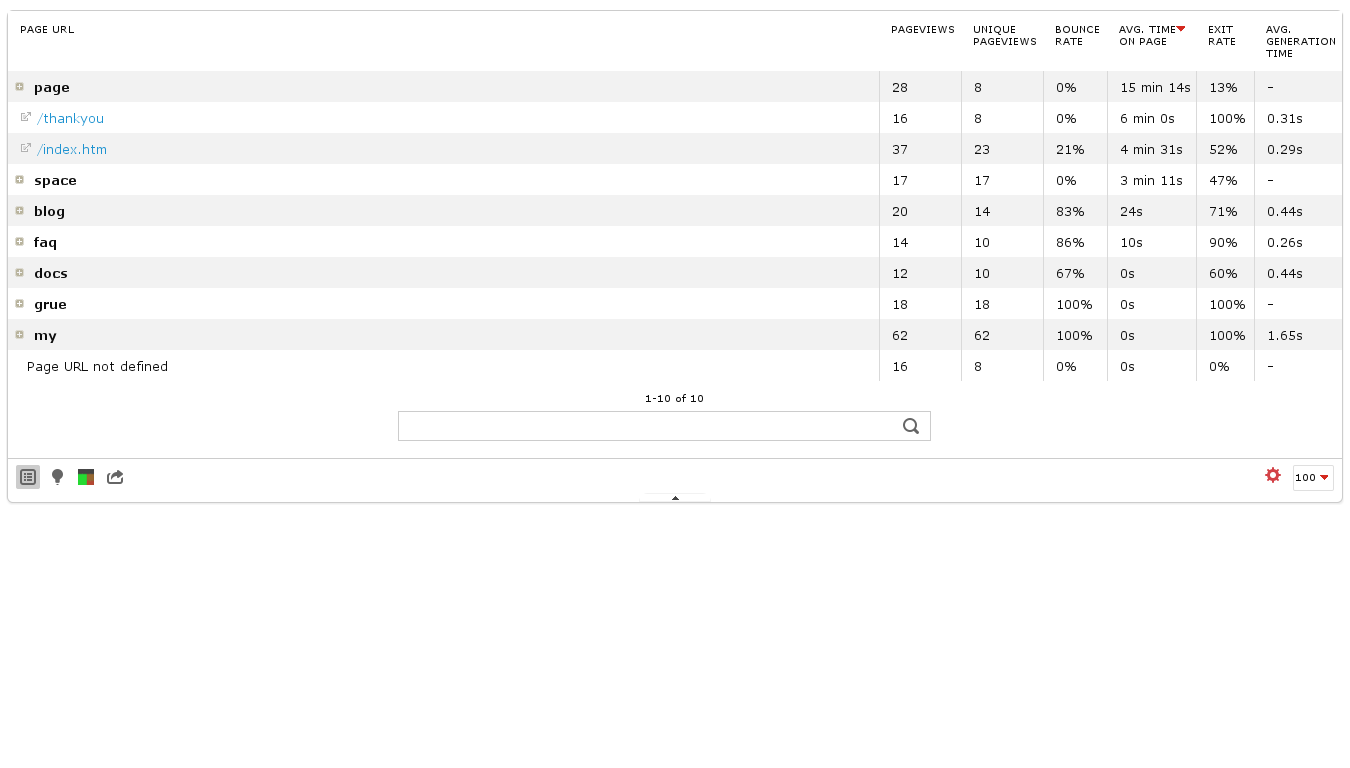 PAGE URL PAGEVIEWS UNIQUE PAGEVIEWS BOUNCE RATE AVG. TIME ON PAGE EXIT RATE AVG. GENERATION TIME
page 28 8 0% 15 min 14s 13% -
/thankyou 16 8 0% 6 min 0s 100% 0.31s
/index.htm 37 23 21% 4 min 31s 52% 0.29s
space 17 17 0% 3 min 11s 47% -
blog 20 14 83% 24s 71% 0.44s
faq 14 10 86% 10s 90% 0.26s
docs 12 10 67% 0s 60% 0.44s
grue 18 18 100% 0s 100% -
my 62 62 100% 0s 100% 1.65s
Page URL not defined 16 8 0% 0s 0% -
1-10 of 10
100